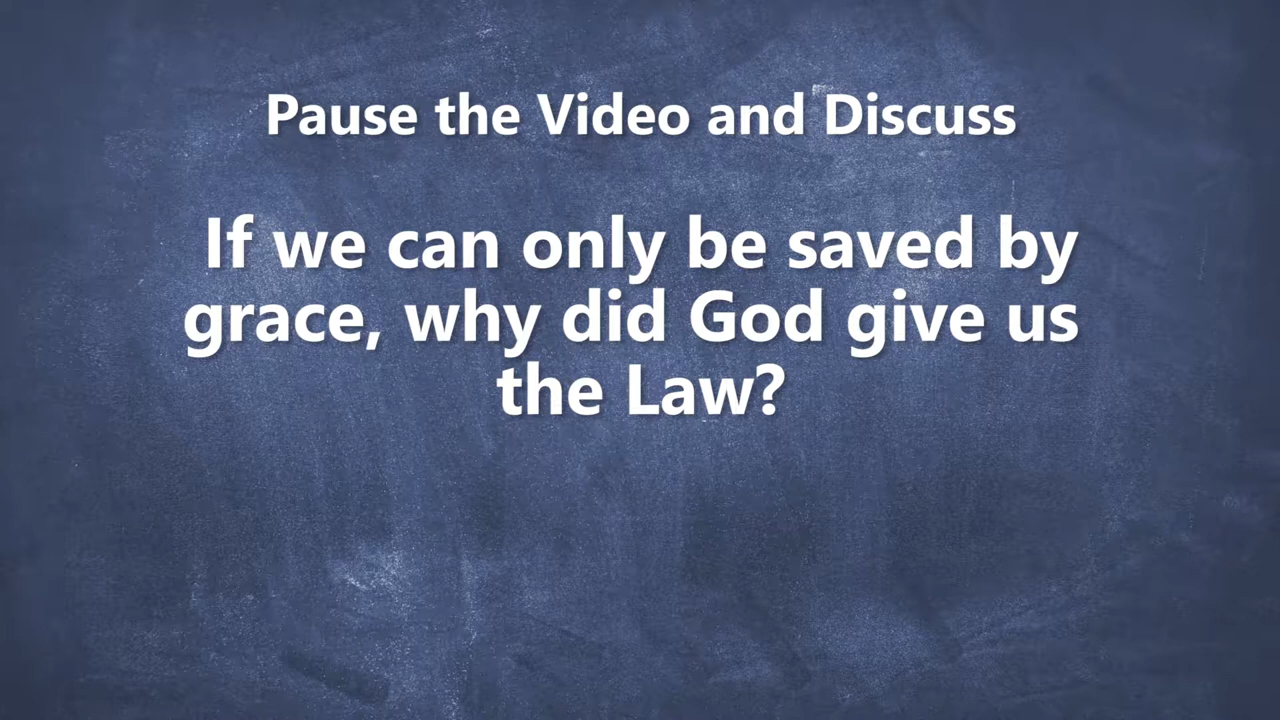 Pause the Video and Discuss
If we can only be saved by
grace, why did God give us
the Law?